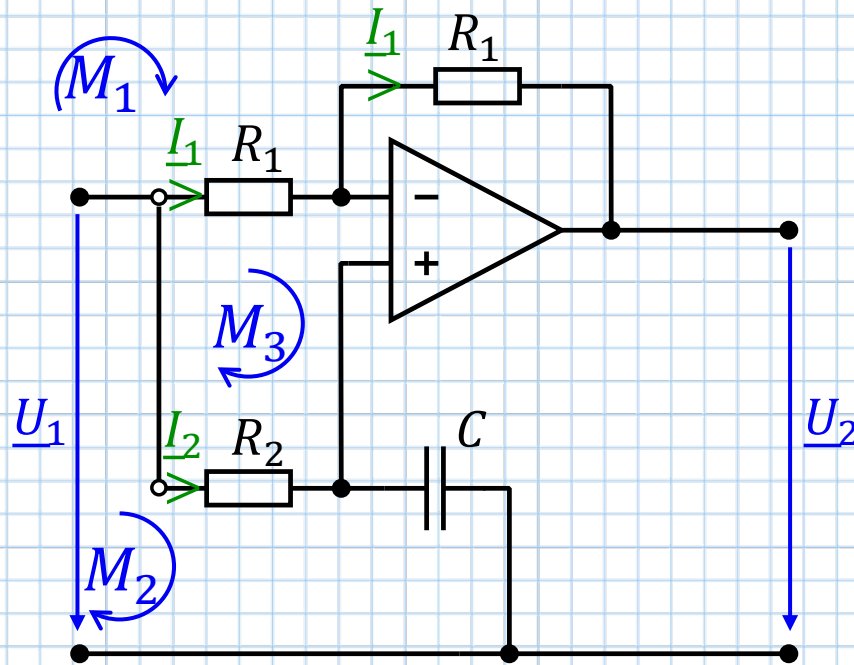 I₁ R₁
M₁
I₁ R₁
−
+
M₃
U₁ I₂ R₂ C U₂
M₂